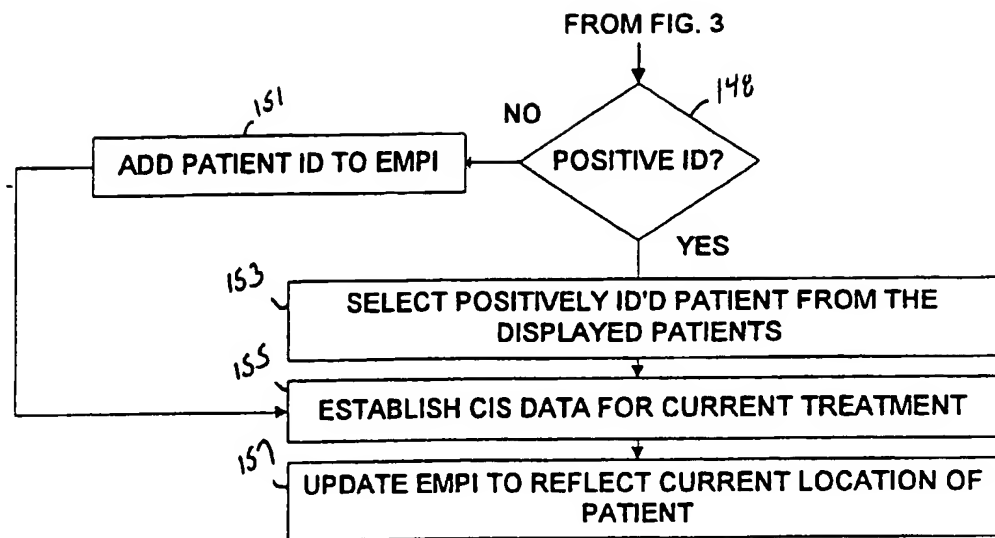 FROM FIG. 3
148
151
NO
POSITIVE ID?
ADD PATIENT ID TO EMPI
YES
153
SELECT POSITIVELY ID'D PATIENT FROM THE
DISPLAYED PATIENTS
155
ESTABLISH CIS DATA FOR CURRENT TREATMENT
157
UPDATE EMPI TO REFLECT CURRENT LOCATION OF
PATIENT